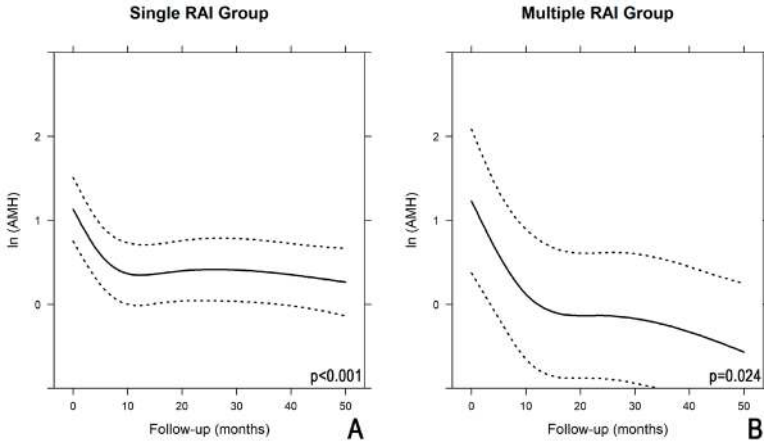 Single RAI Group
Multiple RAI Group
ln (AMH)
2
1
0
0 10 20 30 40 50
Follow-up (months)
p<0.001
A
ln (AMH)
2
1
0
0 10 20 30 40 50
Follow-up (months)
p=0.024
B